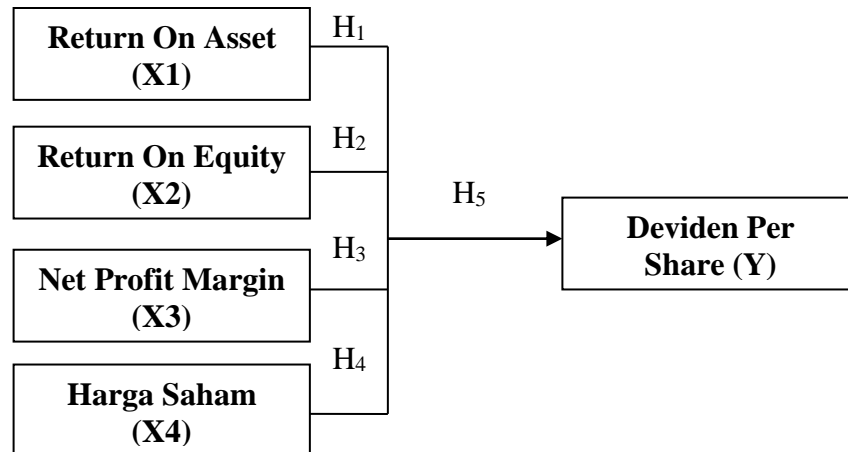 Return On Asset
(X1)
H₁
Return On Equity
(X2)
H₂
Net Profit Margin
(X3)
H₃
Harga Saham
(X4)
H₄
H₅
Deviden Per
Share (Y)